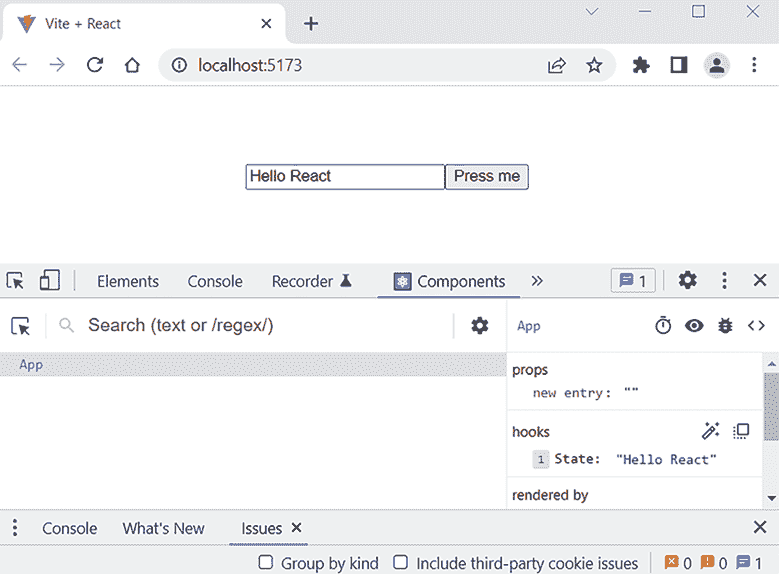 Vite + React
localhost:5173
Hello React Press me
Elements Console Recorder Components 1
Search (text or /regex/) App
App
props
new entry: ""
hooks
1 State: "Hello React"
rendered by
Console What's New Issues
Group by kind Include third-party cookie issues 0 0 1